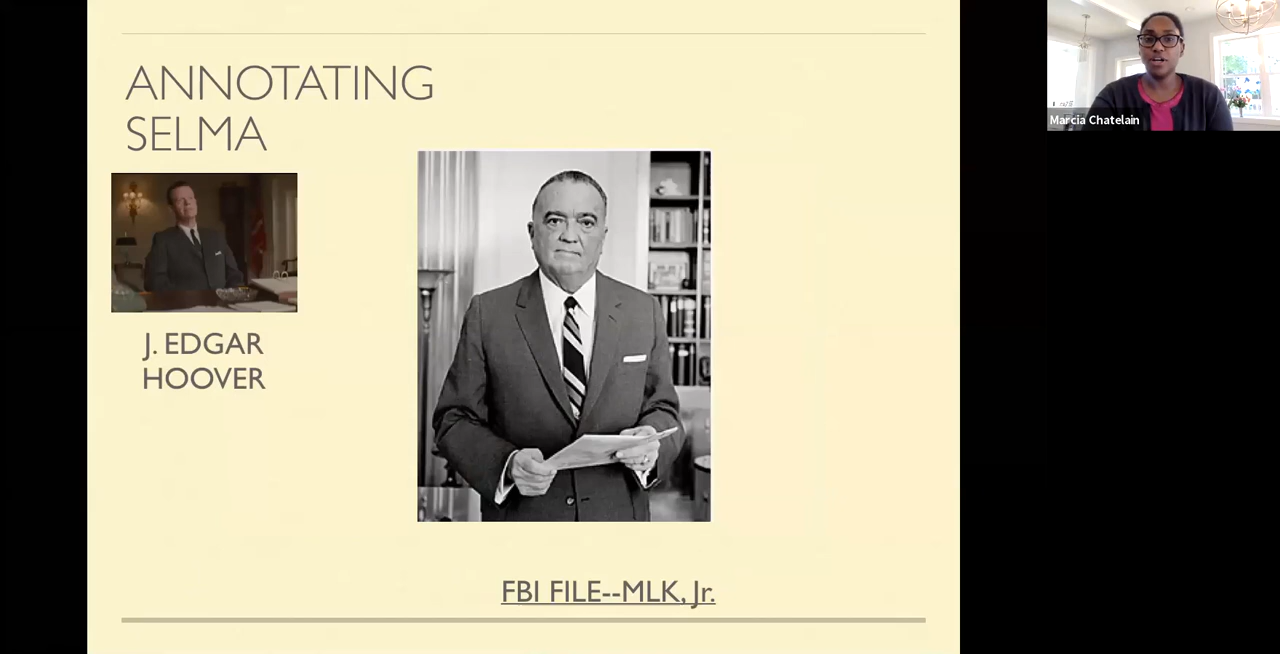 ANNOTATING
SELMA
J. EDGAR
HOOVER
FBI FILE--MLK, Jr.
Marcia Chatelain